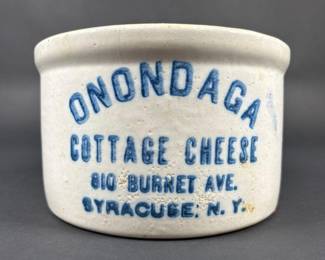 ONONDAGA
COTTAGE CHEESE
810 BURNET AVE.
SYRACUSE, N.Y.